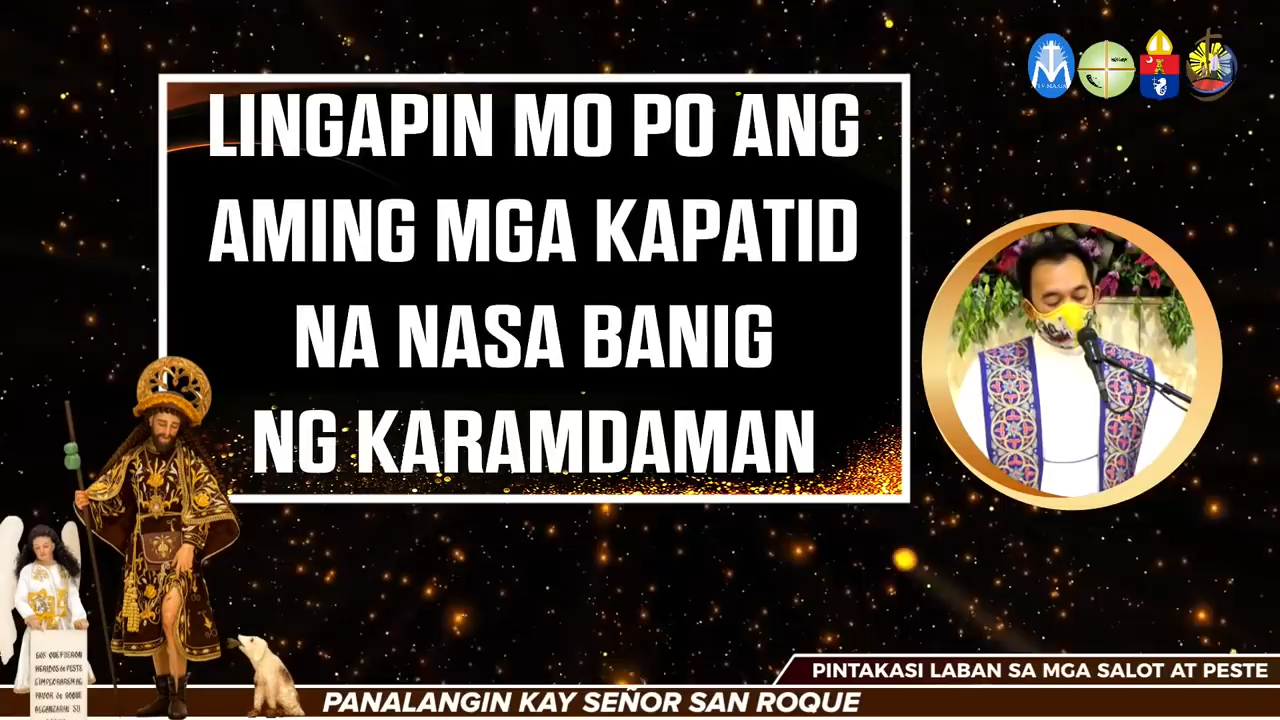 LINGAPIN MO PO ANG
AMING MGA KAPATID
NA NASA BANIG
NG KARAMDAMAN
PINTAKASI LABAN SA MGA SALOT AT PESTE
PANALANGIN KAY SEÑOR SAN ROQUE